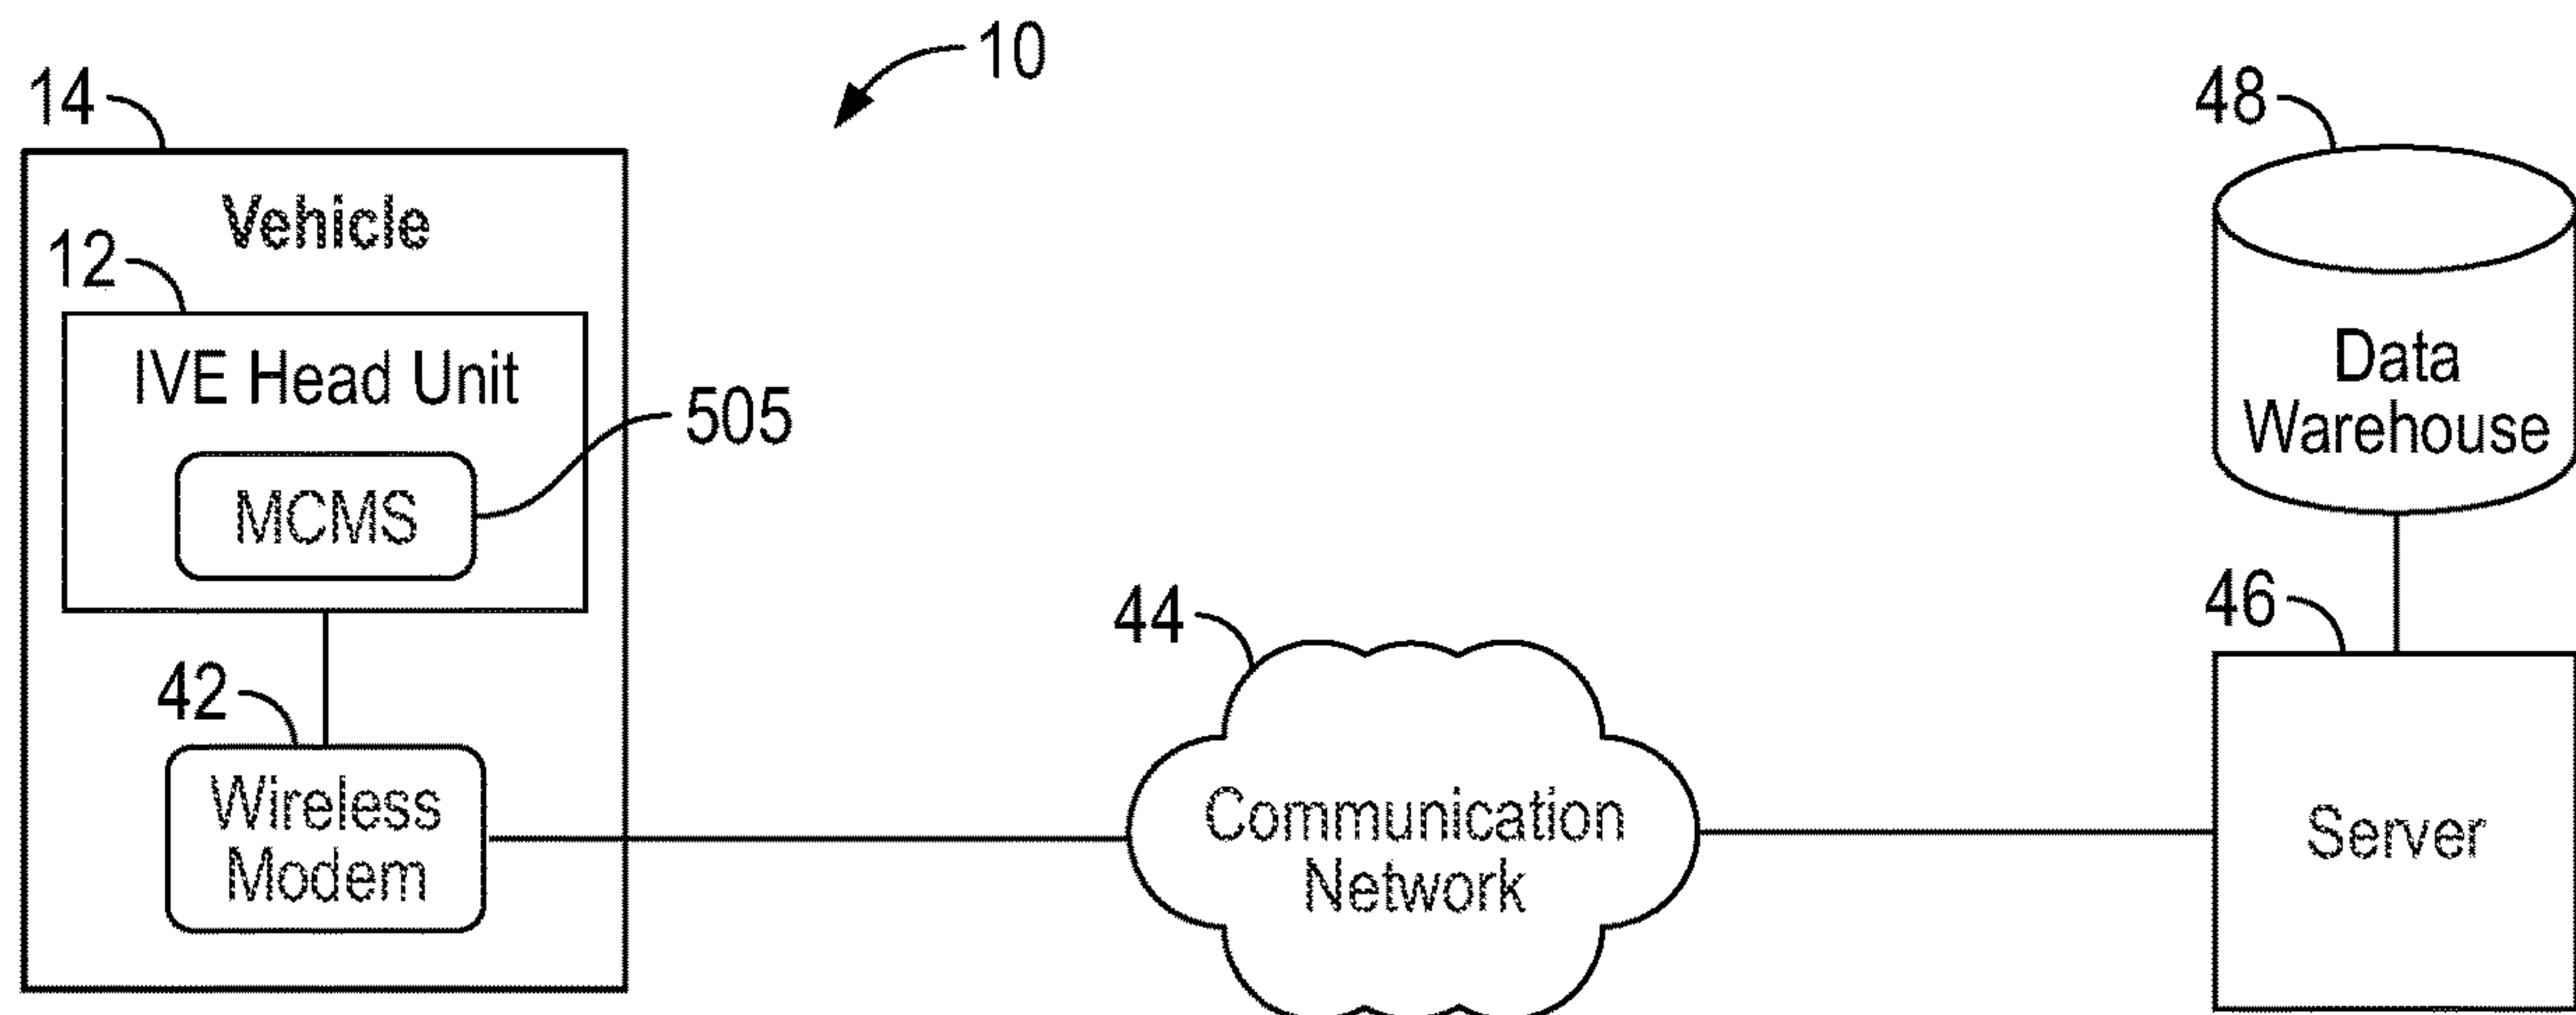 10
14
Vehicle
12
IVE Head Unit
505
MCMS
42
Wireless
Modem
44
Communication
Network
48
Data
Warehouse
46
Server